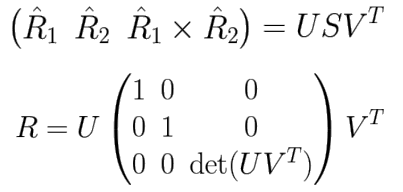 (R̂₁ R̂₂ R̂₁ × R̂₂) = USVᵀ
R = U
(1 0 0
0 1 0
0 0 det(UVᵀ)) Vᵀ